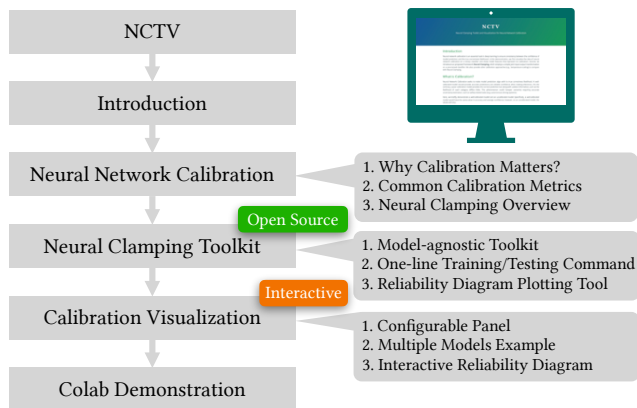 NCTV
NCTV
Introduction
Neural Network Calibration
1. Why Calibration Matters?
2. Common Calibration Metrics
3. Neural Clamping Overview
Open Source
Neural Clamping Toolkit
1. Model-agnostic Toolkit
2. One-line Training/Testing Command
3. Reliability Diagram Plotting Tool
Interactive
Calibration Visualization
1. Configurable Panel
2. Multiple Models Example
3. Interactive Reliability Diagram
Colab Demonstration